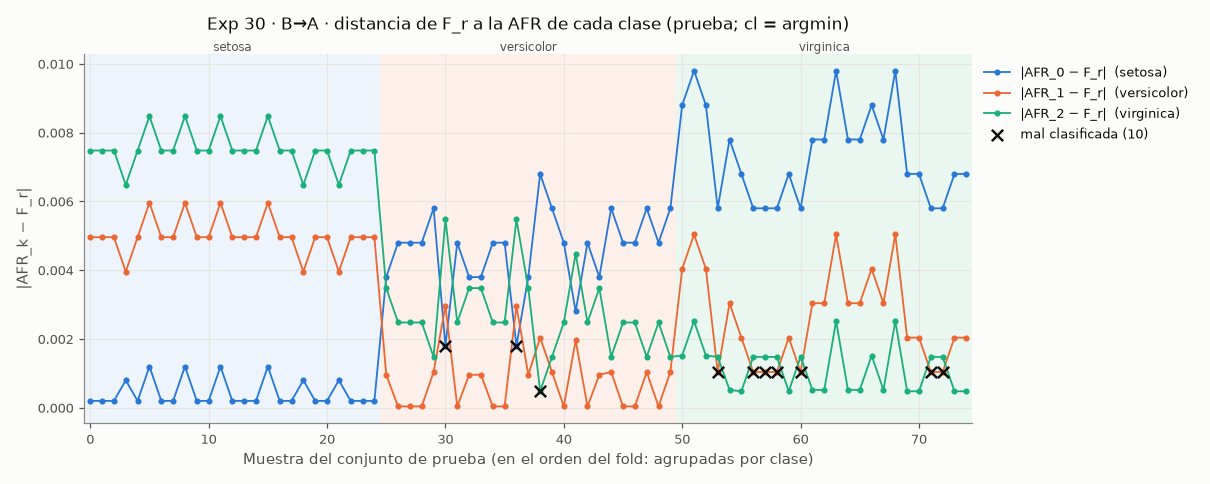 Exp 30 · B→A · distancia de F_r a la AFR de cada clase (prueba; cl = argmin)
setosa versicolor virginica
|AFR_k − F_r|
0.010
0.008
0.006
0.004
0.002
0.000
0 10 20 30 40 50 60 70
Muestra del conjunto de prueba (en el orden del fold: agrupadas por clase)
|AFR_0 − F_r| (setosa)
|AFR_1 − F_r| (versicolor)
|AFR_2 − F_r| (virginica)
mal clasificada (10)